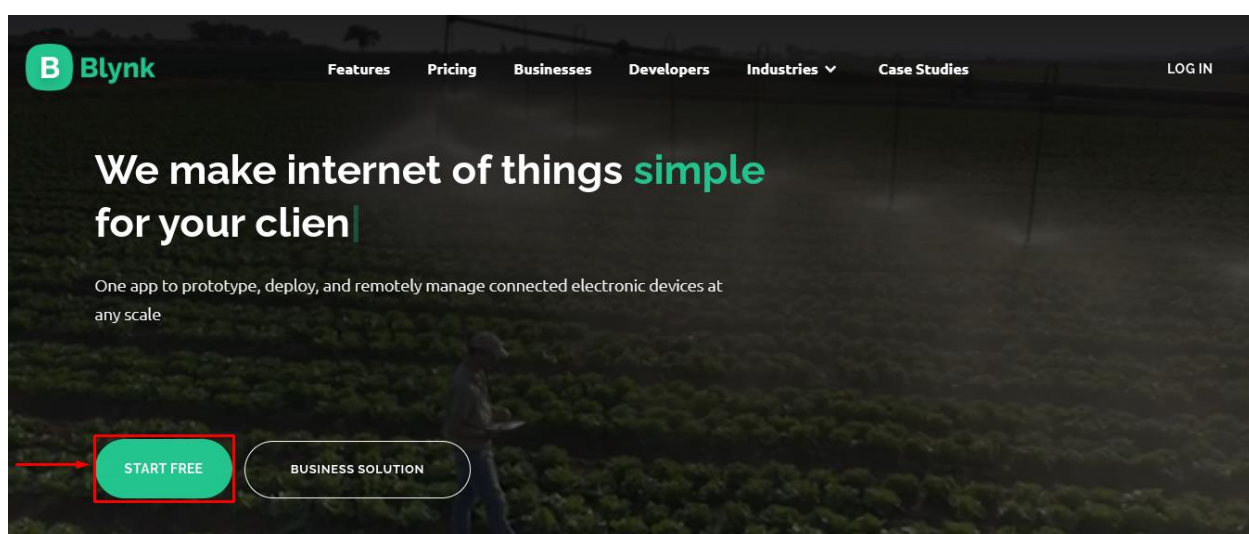 B Blynk
Features Pricing Businesses Developers Industries Case Studies LOG IN
We make internet of things simple
for your clien
One app to prototype, deploy, and remotely manage connected electronic devices at
any scale
START FREE BUSINESS SOLUTION